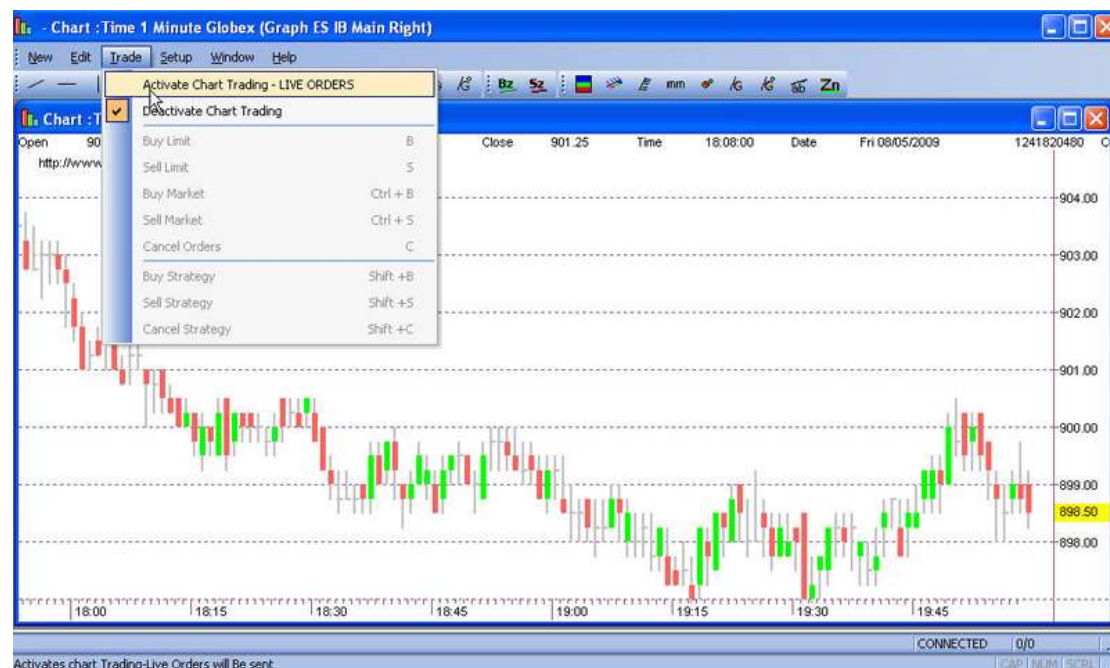 - Chart :Time 1 Minute Globex (Graph ES IB Main Right)
New Edit Trade Setup Window Help
Bz Sz mm Zn
Activate Chart Trading - LIVE ORDERS
Deactivate Chart Trading
Chart :T
Open 90 Close 901.25 Time 18:08:00 Date Fri 08/05/2009 1241820480
http://www.
Buy Limit B
Sell Limit S
Buy Market Ctrl + B
Sell Market Ctrl + S
Cancel Orders C
Buy Strategy Shift +B
Sell Strategy Shift +S
Cancel Strategy Shift +C
904.00
903.00
902.00
901.00
900.00
899.00
898.50
898.00
18:00 18:15 18:30 18:45 19:00 19:15 19:30 19:45
CONNECTED 0/0
Activates chart Trading-Live Orders will Be sent CAP NUM SCRL